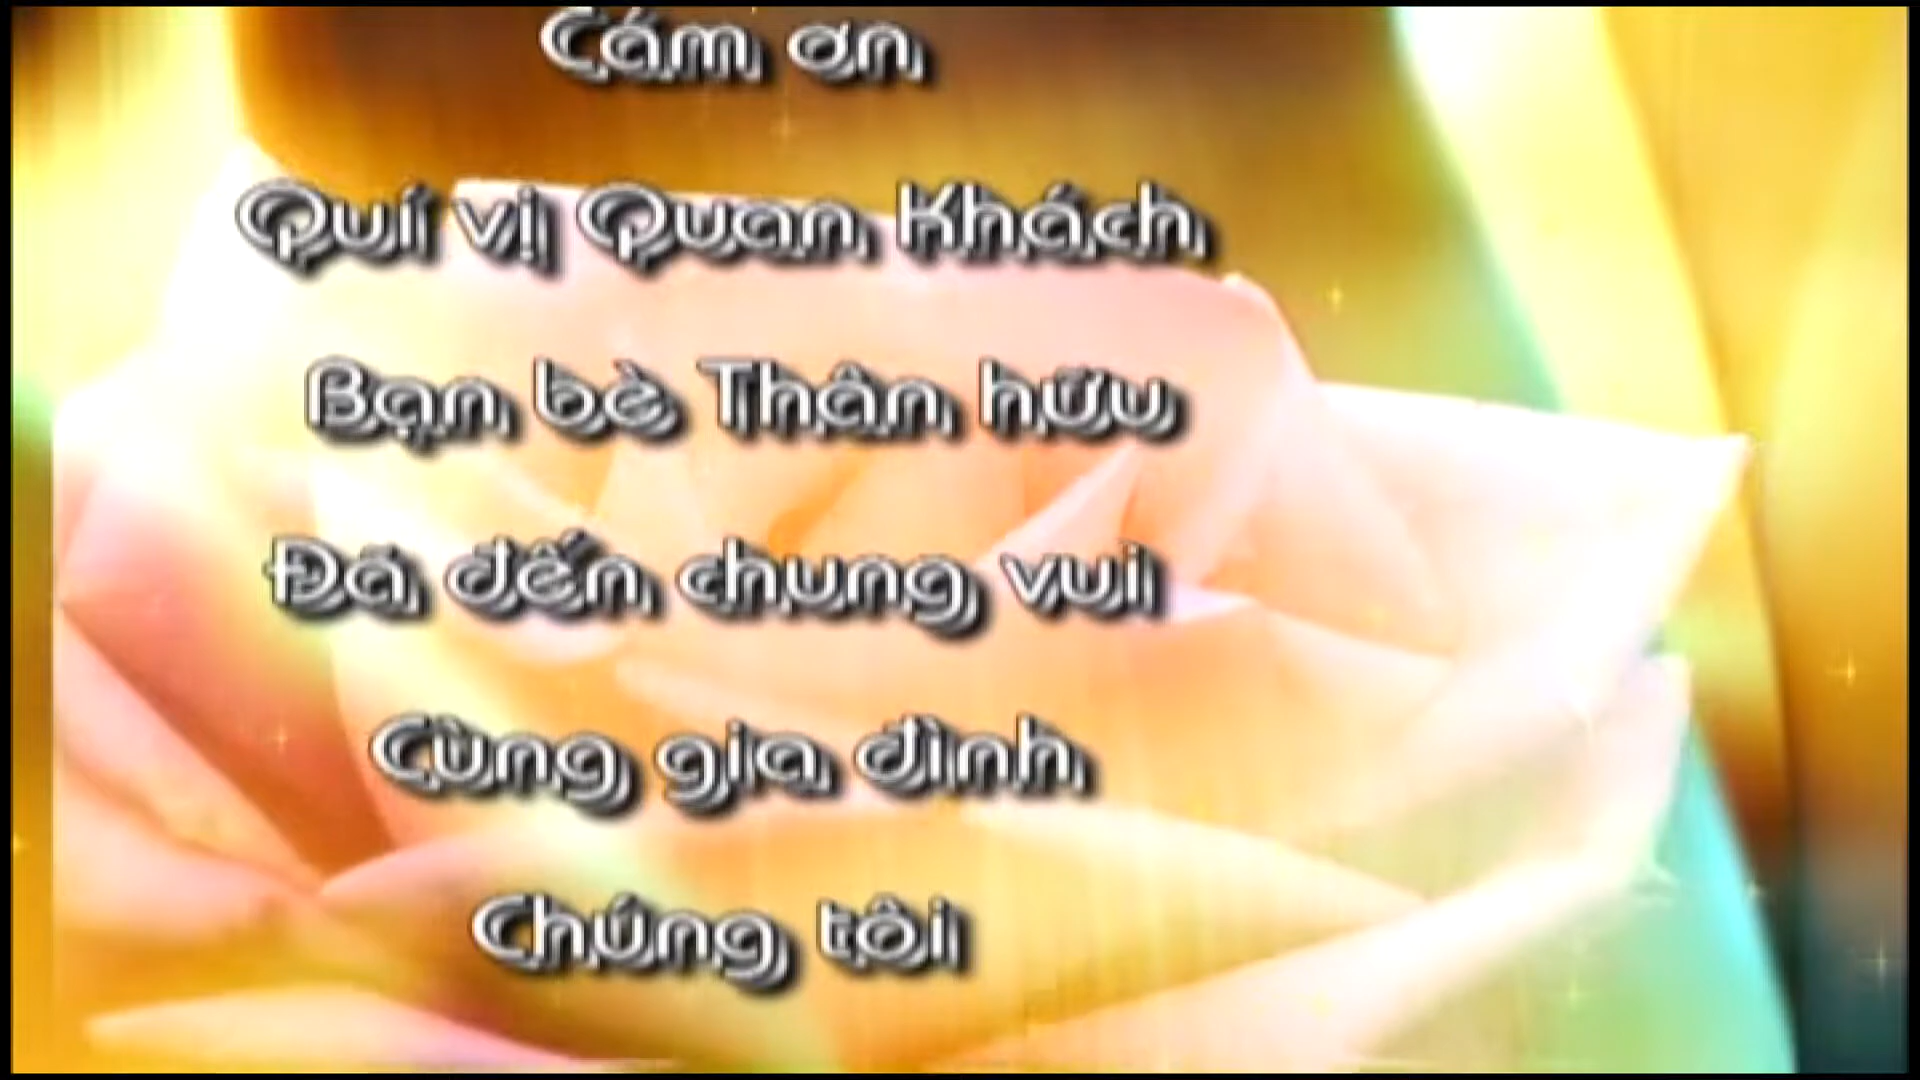 Cám ơn
Quí vị Quan Khách
Bạn bè Thân hữu
Đã đến chung vui
Cùng gia đình
Chúng tôi